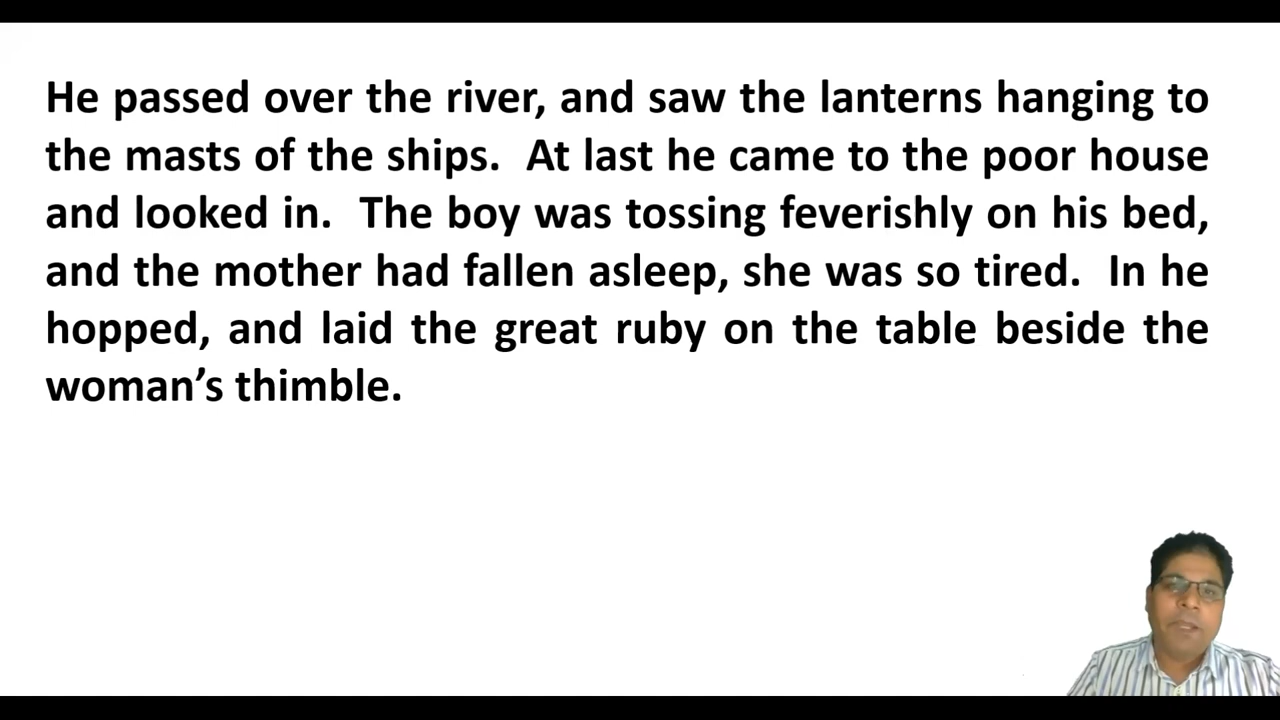 He passed over the river, and saw the lanterns hanging to
the masts of the ships.  At last he came to the poor house
and looked in.  The boy was tossing feverishly on his bed,
and the mother had fallen asleep, she was so tired.  In he
hopped, and laid the great ruby on the table beside the
woman’s thimble.